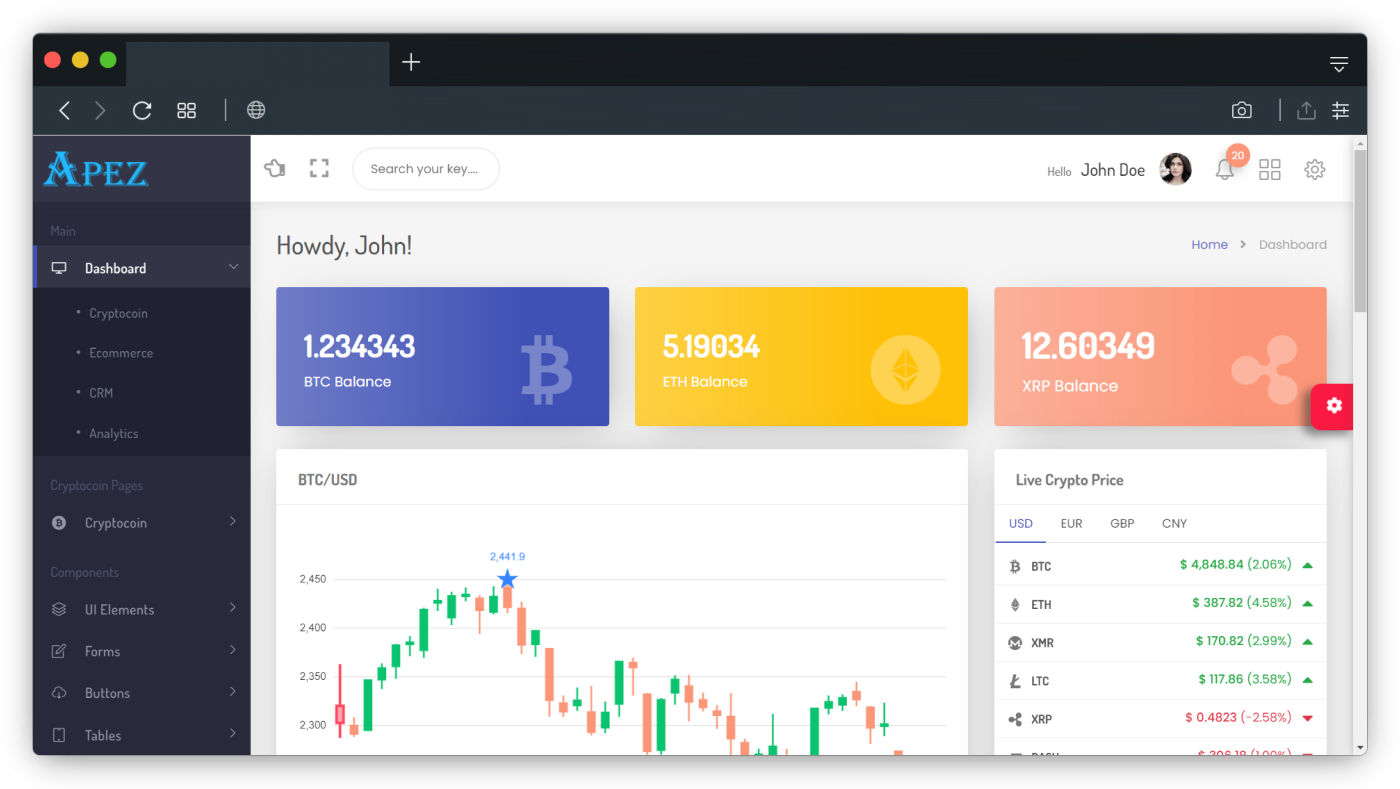 APEZ
Search your key....
Hello John Doe
20
Main
Dashboard
Cryptocoin
Ecommerce
CRM
Analytics
Cryptocoin Pages
Cryptocoin
Components
UI Elements
Forms
Buttons
Tables
Howdy, John!
Home > Dashboard
1.234343
BTC Balance
5.19034
ETH Balance
12.60349
XRP Balance
BTC/USD
2,441.9
2,450
2,400
2,350
2,300
Live Crypto Price
USD EUR GBP CNY
BTC $ 4,848.84 (2.06%)
ETH $ 387.82 (4.58%)
XMR $ 170.82 (2.99%)
LTC $ 117.86 (3.58%)
XRP $ 0.4823 (-2.58%)